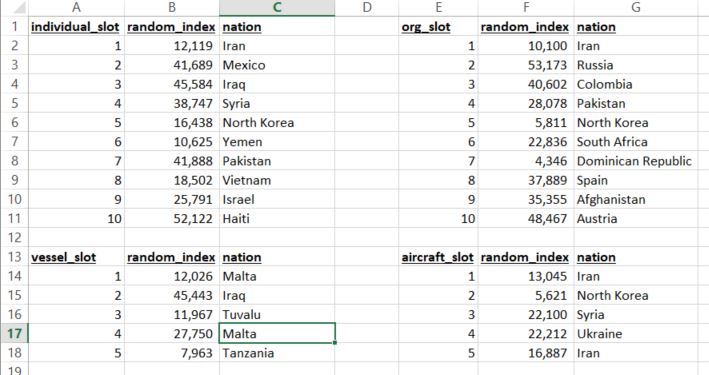 A B C D E F G
1 individual_slot random_index nation org_slot random_index nation
2 1 12,119 Iran 1 10,100 Iran
3 2 41,689 Mexico 2 53,173 Russia
4 3 45,584 Iraq 3 40,602 Colombia
5 4 38,747 Syria 4 28,078 Pakistan
6 5 16,438 North Korea 5 5,811 North Korea
7 6 10,625 Yemen 6 22,836 South Africa
8 7 41,888 Pakistan 7 4,346 Dominican Republic
9 8 18,502 Vietnam 8 37,889 Spain
10 9 25,791 Israel 9 35,355 Afghanistan
11 10 52,122 Haiti 10 48,467 Austria
12
13 vessel_slot random_index nation aircraft_slot random_index nation
14 1 12,026 Malta 1 13,045 Iran
15 2 45,443 Iraq 2 5,621 North Korea
16 3 11,967 Tuvalu 3 22,100 Syria
17 4 27,750 Malta 4 22,212 Ukraine
18 5 7,963 Tanzania 5 16,887 Iran
19